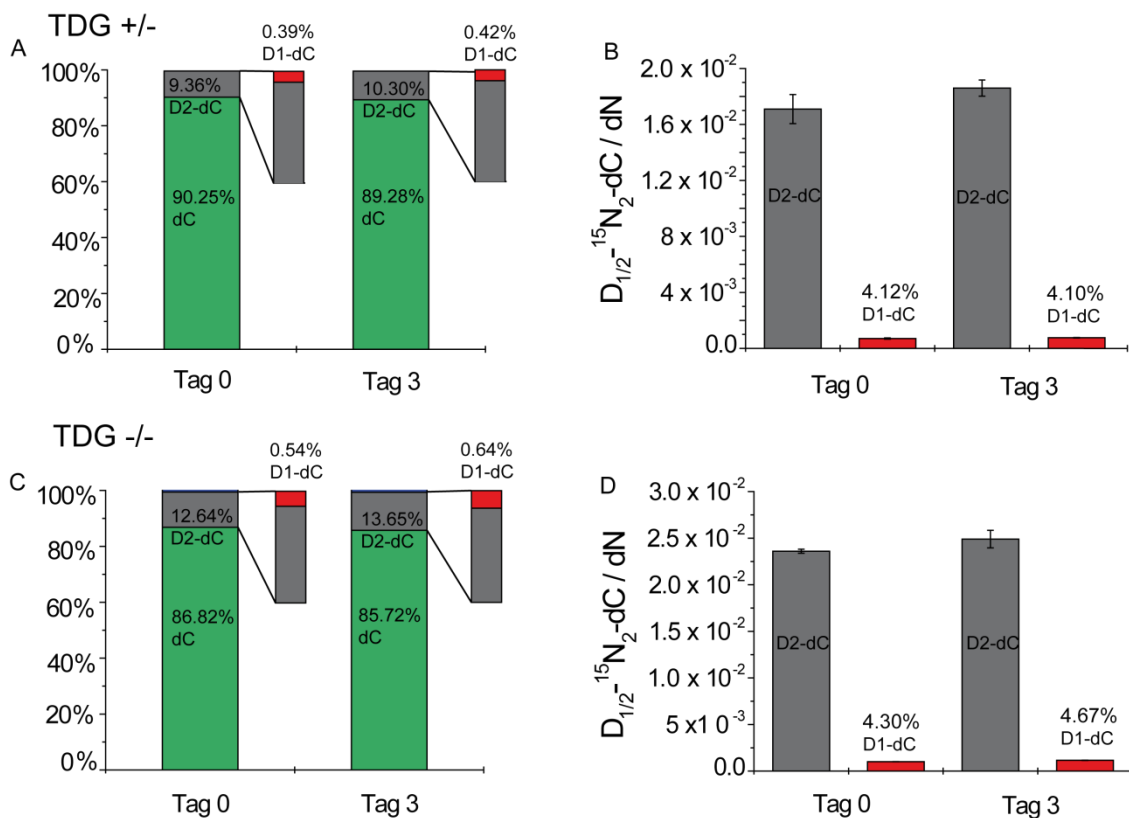 TDG +/-
A
0.39%
D1-dC
0.42%
D1-dC
100%
80%
60%
40%
20%
0%
9.36%
D2-dC
90.25%
dC
10.30%
D2-dC
89.28%
dC
Tag 0
Tag 3
B
D1/2-15N2-dC / dN
2.0 x 10-2
1.6 x 10-2
1.2 x 10-2
8 x 10-3
4 x 10-3
0.0
D2-dC
4.12%
D1-dC
D2-dC
4.10%
D1-dC
Tag 0
Tag 3
TDG -/-
C
0.54%
D1-dC
0.64%
D1-dC
100%
80%
60%
40%
20%
0%
12.64%
D2-dC
86.82%
dC
13.65%
D2-dC
85.72%
dC
Tag 0
Tag 3
D
D1/2-15N2-dC / dN
3.0 x 10-2
2.5 x 10-2
2.0 x 10-2
1.5 x 10-2
1.0 x 10-2
5x1 0-3
0.0
D2-dC
4.30%
D1-dC
D2-dC
4.67%
D1-dC
Tag 0
Tag 3